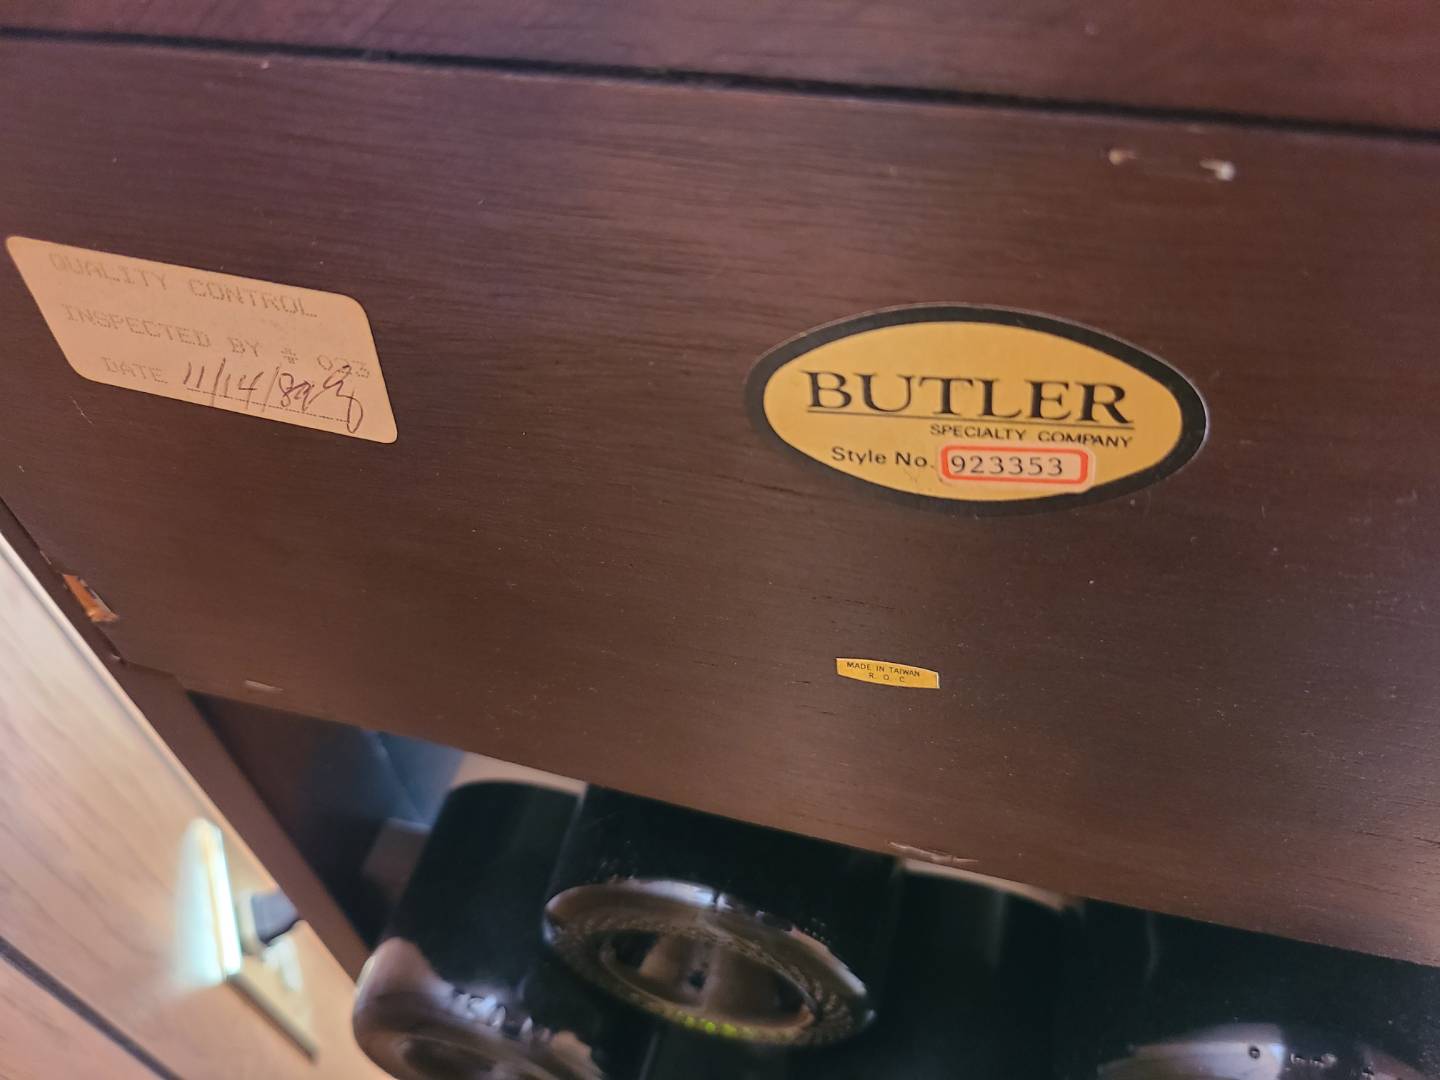 QUALITY CONTROL
INSPECTED BY # 023
DATE 11/14/89
BUTLER
SPECIALTY COMPANY
Style No. 923353
MADE IN TAIWAN
R. O. C